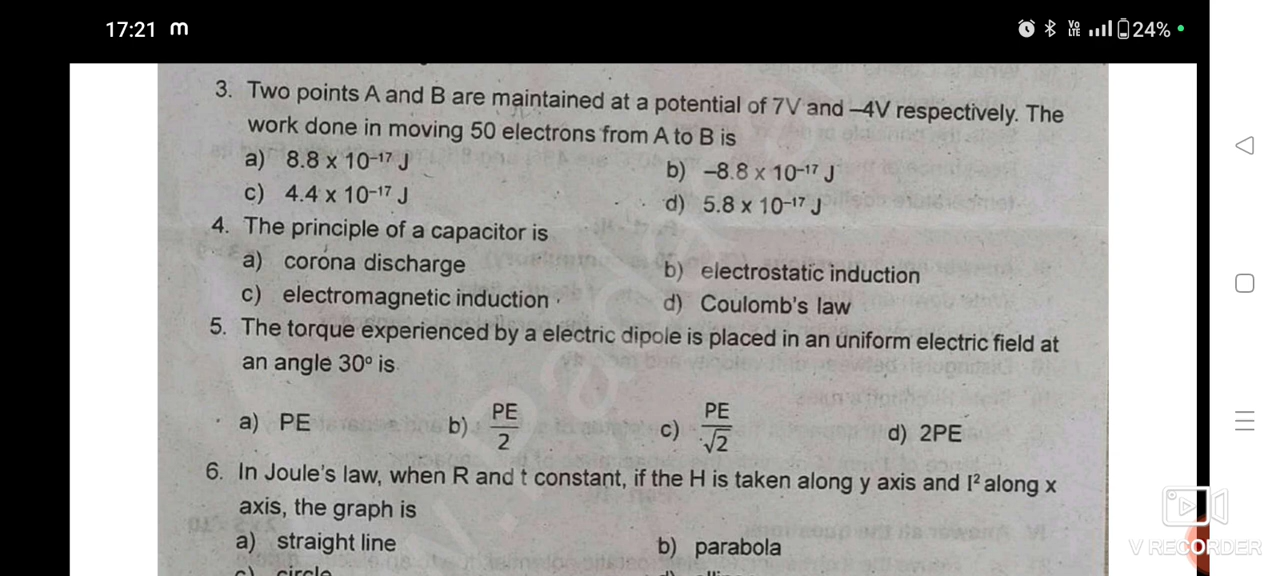 17:21 m
Vo LTE 24%
3. Two points A and B are maintained at a potential of 7V and –4V respectively. The
work done in moving 50 electrons from A to B is
a) 8.8 x 10⁻¹⁷ J b) –8.8 x 10⁻¹⁷ J
c) 4.4 x 10⁻¹⁷ J d) 5.8 x 10⁻¹⁷ J
4. The principle of a capacitor is
a) corona discharge b) electrostatic induction
c) electromagnetic induction d) Coulomb's law
5. The torque experienced by a electric dipole is placed in an uniform electric field at
an angle 30º is
a) PE b) PE/2 c) PE/√2 d) 2PE
6. In Joule's law, when R and t constant, if the H is taken along y axis and I² along x
axis, the graph is
a) straight line b) parabola
c) circle
V RECORDER